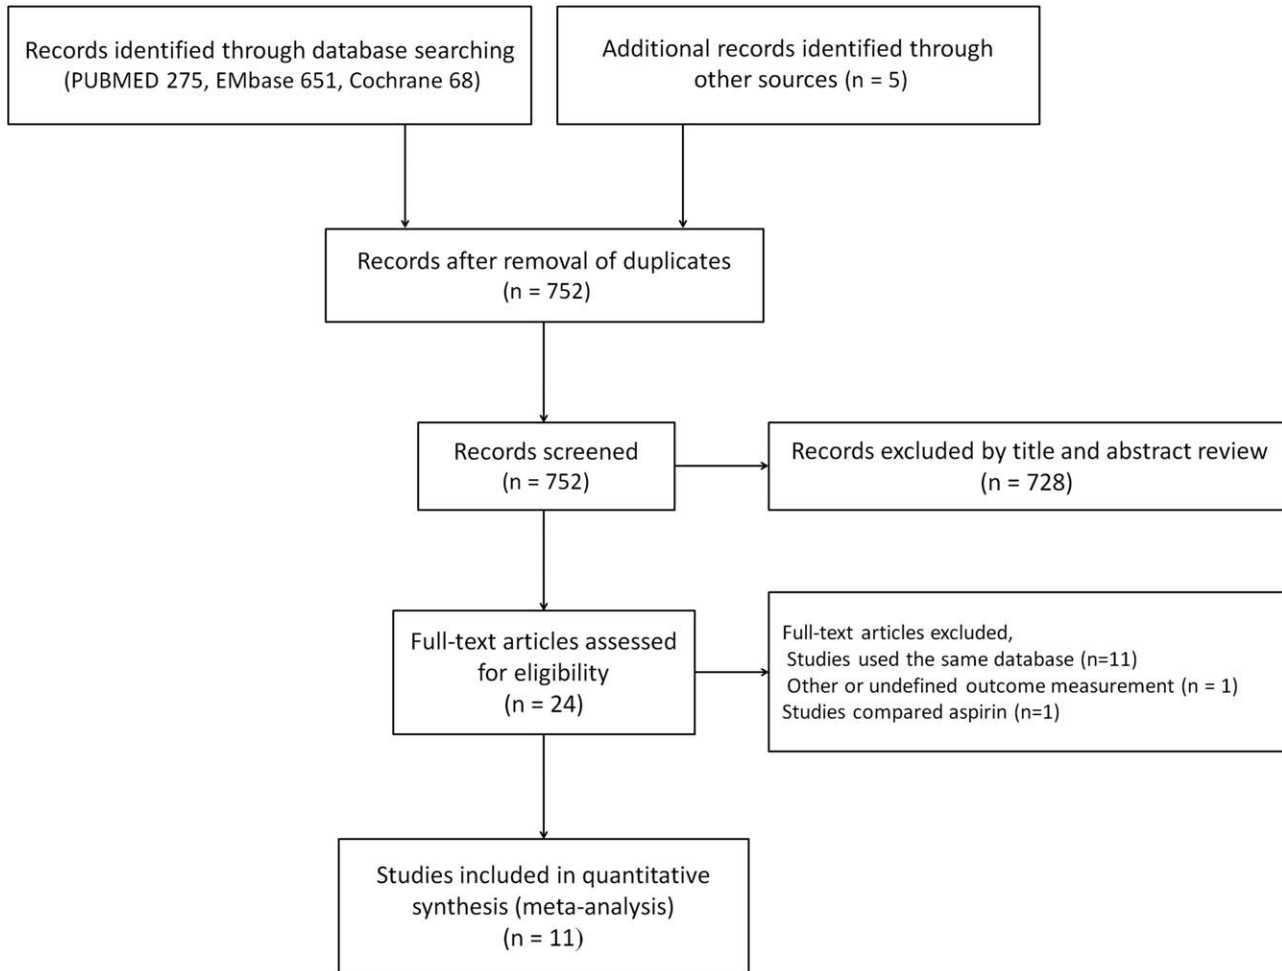 Records identified through database searching
(PUBMED 275, EMbase 651, Cochrane 68)
Additional records identified through
other sources (n = 5)
Records after removal of duplicates
(n = 752)
Records screened
(n = 752)
Records excluded by title and abstract review
(n = 728)
Full-text articles assessed
for eligibility
(n = 24)
Full-text articles excluded,
Studies used the same database (n=11)
Other or undefined outcome measurement (n = 1)
Studies compared aspirin (n=1)
Studies included in quantitative
synthesis (meta-analysis)
(n = 11)